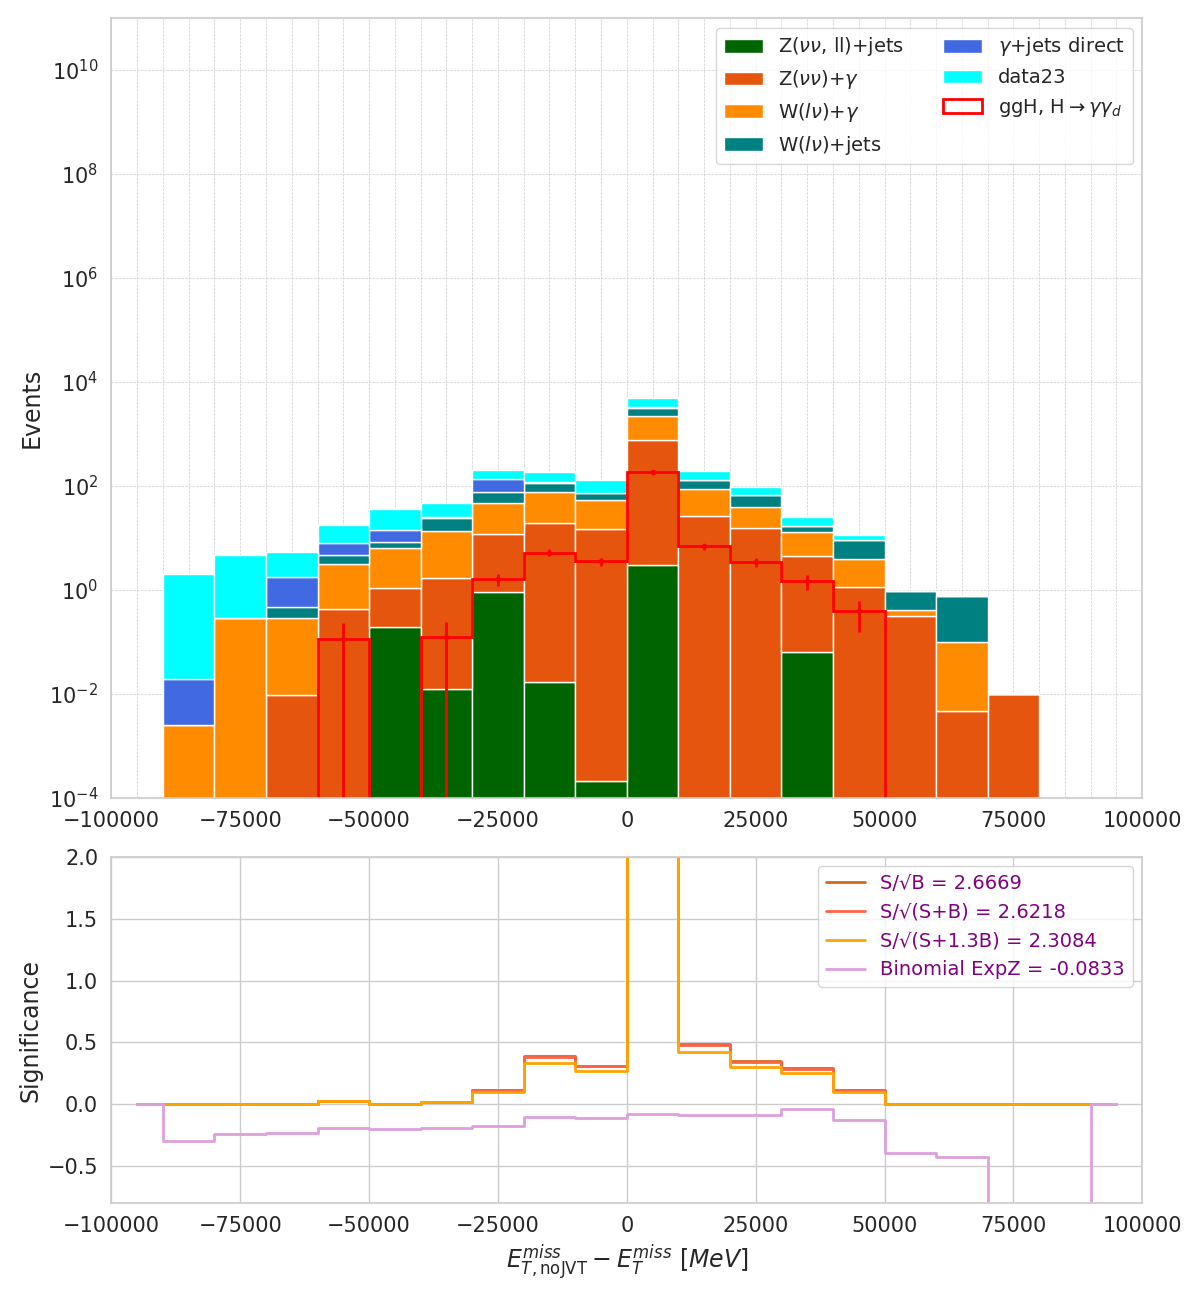 Z(νν, ll)+jets
Z(νν)+γ
W(lν)+γ
W(lν)+jets
γ+jets direct
data23
ggH, H→γγ_d
Events
10^10
10^8
10^6
10^4
10^2
10^0
10^−2
10^−4
−100000 −75000 −50000 −25000 0 25000 50000 75000 100000
S/√B = 2.6669
S/√(S+B) = 2.6218
S/√(S+1.3B) = 2.3084
Binomial ExpZ = -0.0833
Significance
2.0
1.5
1.0
0.5
0.0
−0.5
−100000 −75000 −50000 −25000 0 25000 50000 75000 100000
E_{T,noJVT}^{miss} − E_T^{miss} [MeV]